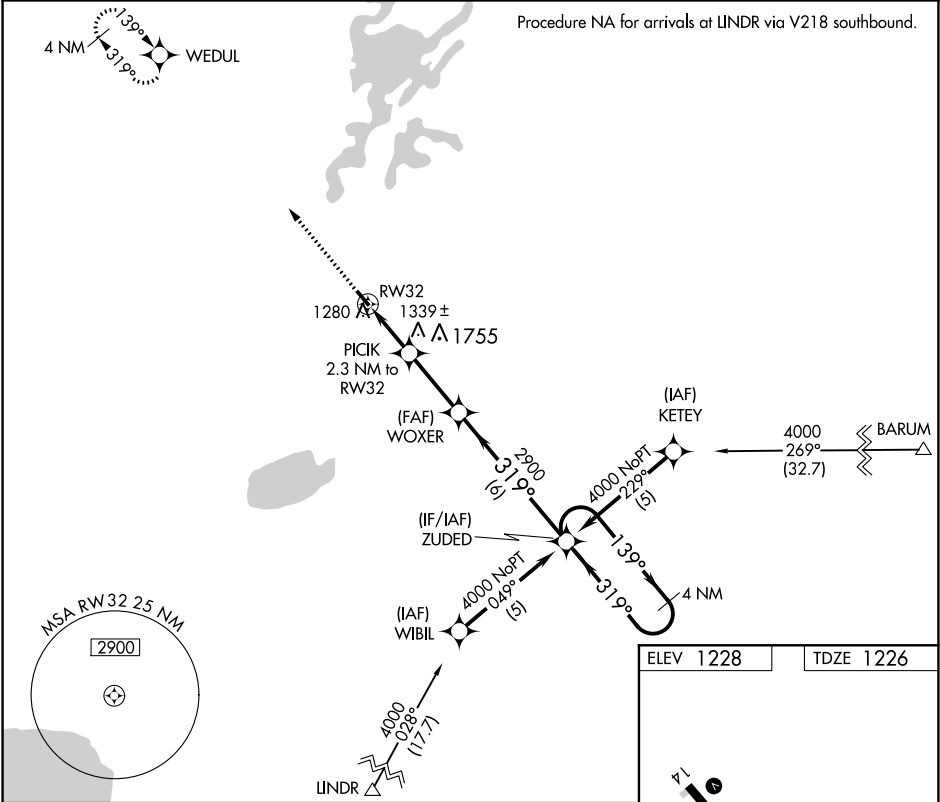 Procedure NA for arrivals at LINDR via V218 southbound.
139°
4 NM
319°
WEDUL
RW32
1280
1339 ±
1755
PICIK
2.3 NM to
RW32
(FAF)
WOXER
(IAF)
KETEY
4000
269°
(32.7)
BARUM
2900
319°
(6)
4000 NoPT
229°
(5)
(IF/IAF)
ZUDED
139°
319°
4 NM
4000 NoPT
049°
(5)
(IAF)
WIBIL
MSA RW32 25 NM
2900
4000
028°
(17.7)
LINDR
ELEV 1228
TDZE 1226
14
V